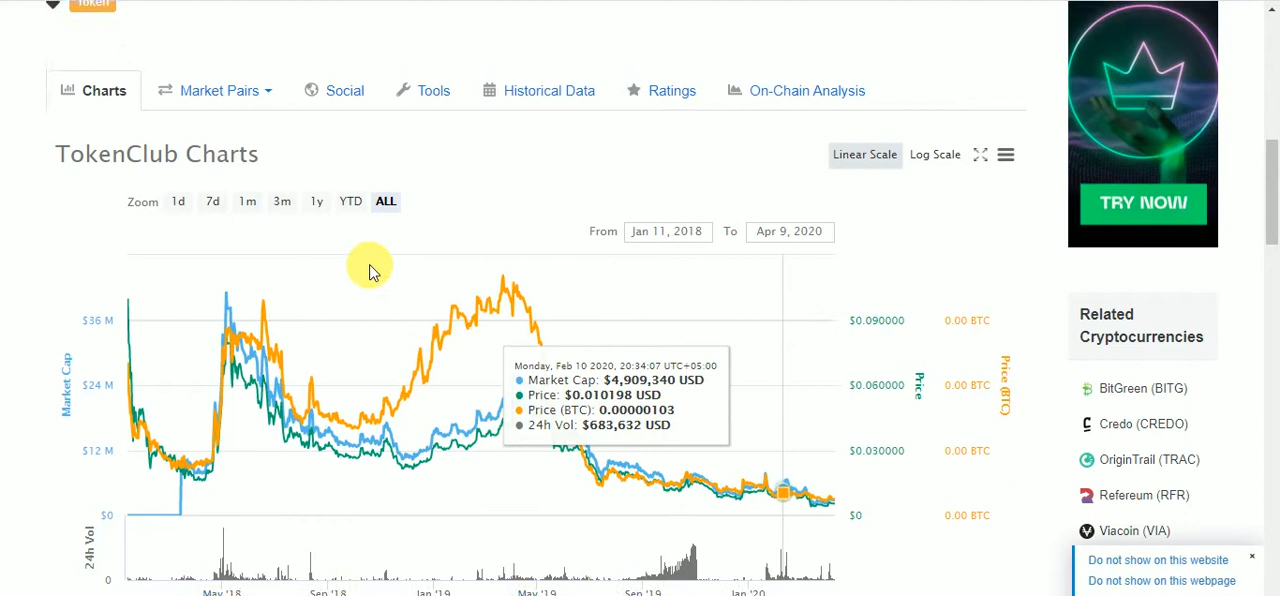 Token
Charts Market Pairs Social Tools Historical Data Ratings On-Chain Analysis
TokenClub Charts
Linear Scale Log Scale
Zoom 1d 7d 1m 3m 1y YTD ALL
From Jan 11, 2018 To Apr 9, 2020
TRY NOW
$36 M $0.090000 0.00 BTC
$24 M $0.060000 0.00 BTC
$12 M $0.030000 0.00 BTC
$0 $0 0.00 BTC
Market Cap
Price
Price (BTC)
Monday, Feb 10 2020, 20:34:07 UTC+05:00
Market Cap: $4,909,340 USD
Price: $0.010198 USD
Price (BTC): 0.00000103
24h Vol: $683,632 USD
24h Vol
0
May '18 Sep '18 Jan '19 May '19 Sep '19 Jan '20
Related
Cryptocurrencies
BitGreen (BITG)
Credo (CREDO)
OriginTrail (TRAC)
Refereum (RFR)
Viacoin (VIA)
Do not show on this website ×
Do not show on this webpage